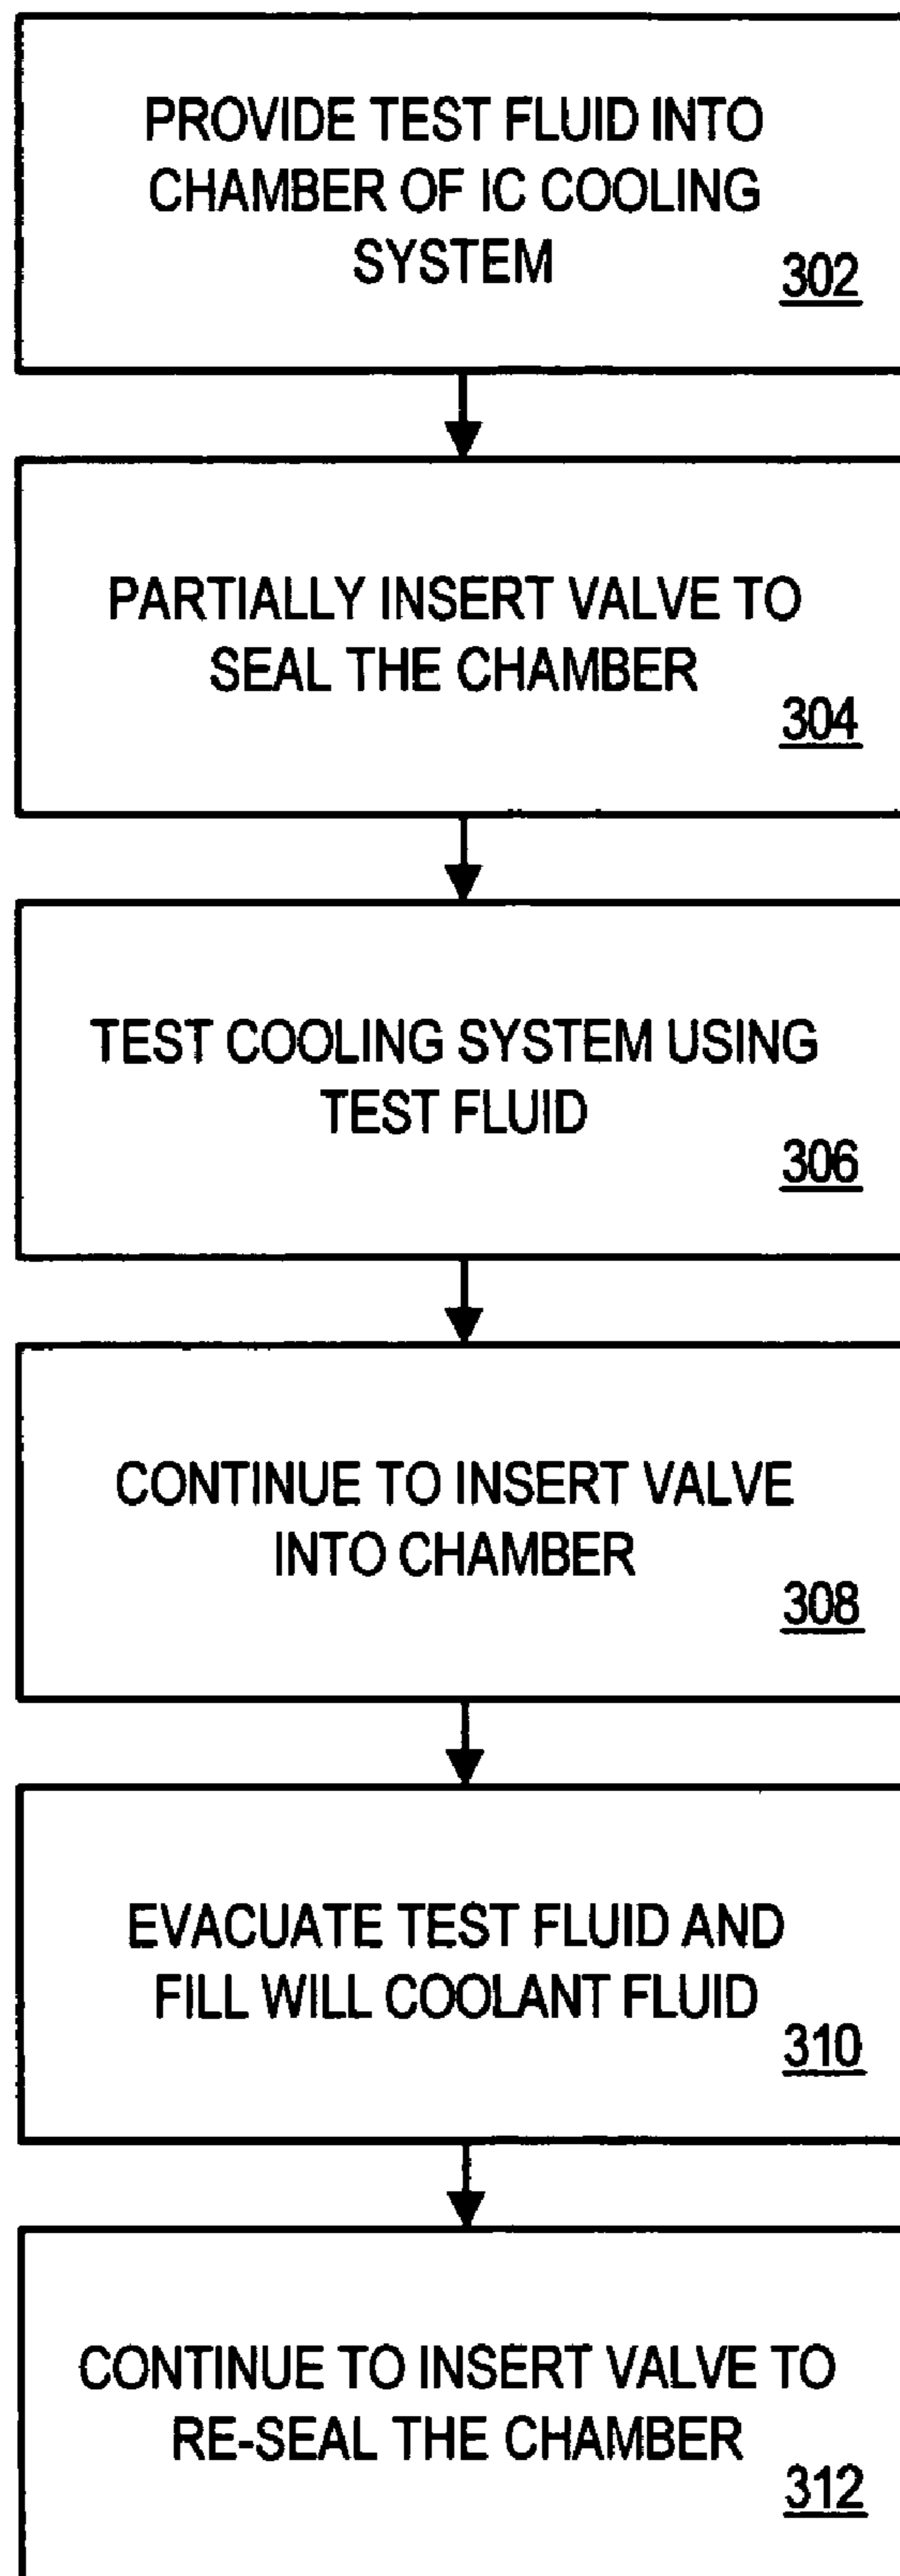 PROVIDE TEST FLUID INTO
CHAMBER OF IC COOLING
SYSTEM
302
PARTIALLY INSERT VALVE TO
SEAL THE CHAMBER
304
TEST COOLING SYSTEM USING
TEST FLUID
306
CONTINUE TO INSERT VALVE
INTO CHAMBER
308
EVACUATE TEST FLUID AND
FILL WILL COOLANT FLUID
310
CONTINUE TO INSERT VALVE TO
RE-SEAL THE CHAMBER
312